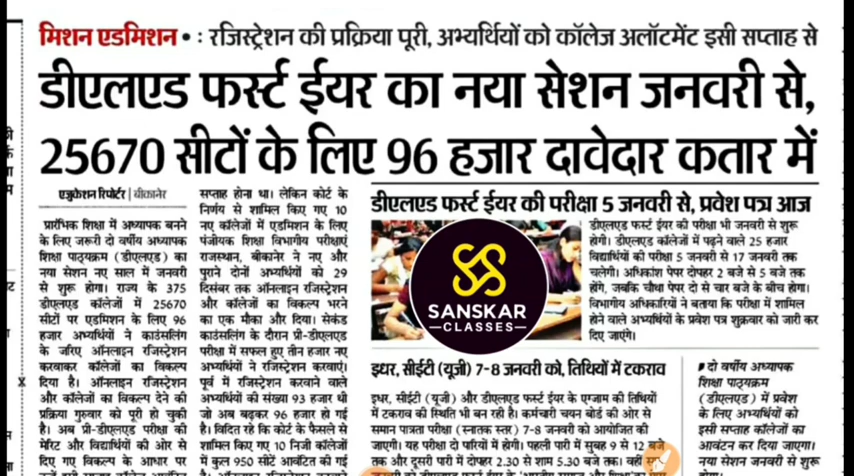 मिशन एडमिशन • : रजिस्ट्रेशन की प्रक्रिया पूरी, अभ्यर्थियों को कॉलेज अलॉटमेंट इसी सप्ताह से
डीएलएड फर्स्ट ईयर का नया सेशन जनवरी से,
25670 सीटों के लिए 96 हजार दावेदार कतार में
एजुकेशन रिपोर्टर | बीकानेर
प्रारंभिक शिक्षा में अध्यापक बनने
के लिए जरूरी दो वर्षीय अध्यापक
शिक्षा पाठ्यक्रम (डीएलएड) का
नया सेशन नए साल में जनवरी
से शुरू होगा। राज्य के 375
डीएलएड कॉलेजों में 25670
सीटों पर एडमिशन के लिए 96
हजार अभ्यर्थियों ने काउंसलिंग
के जरिए ऑनलाइन रजिस्ट्रेशन
करवाकर कॉलेजों का विकल्प
दिया है। ऑनलाइन रजिस्ट्रेशन
और कॉलेजों का विकल्प देने की
प्रक्रिया गुरुवार को पूरी हो चुकी
है। अब प्री-डीएलएड परीक्षा की
मेरिट और विद्यार्थियों की ओर से
दिए गए विकल्प के आधार पर
सप्ताह होना था। लेकिन कोर्ट के
निर्णय से शामिल किए गए 10
नए कॉलेजों में एडमिशन के लिए
पंजीयक शिक्षा विभागीय परीक्षाएं
राजस्थान, बीकानेर ने नए और
पुराने दोनों अभ्यर्थियों को 29
दिसंबर तक ऑनलाइन रजिस्ट्रेशन
और कॉलेजों का विकल्प भरने
का एक मौका और दिया। सेकंड
काउंसलिंग के दौरान प्री-डीएलएड
परीक्षा में सफल हुए तीन हजार नए
अभ्यर्थियों ने रजिस्ट्रेशन करवाएं।
पूर्व में रजिस्ट्रेशन करवाने वाले
अभ्यर्थियों की संख्या 93 हजार थी
जो अब बढ़कर 96 हजार हो गई
है। विदित रहे कि कोर्ट के फैसले से
शामिल किए गए 10 निजी कॉलेजों
में कुल 950 सीटें आवंटित की गई
डीएलएड फर्स्ट ईयर की परीक्षा 5 जनवरी से, प्रवेश पत्र आज
SANSKAR
CLASSES
डीएलएड फर्स्ट ईयर की परीक्षा भी जनवरी से शुरू
होगी। डीएलएड कॉलेजों में पढ़ने वाले 25 हजार
विद्यार्थियों की परीक्षा 5 जनवरी से 17 जनवरी तक
चलेगी। अधिकांश पेपर दोपहर 2 बजे से 5 बजे तक
होंगे, जबकि चौथा पेपर दो से चार बजे के बीच होगा।
विभागीय अधिकारियों ने बताया कि परीक्षा में शामिल
होने वाले अभ्यर्थियों के प्रवेश पत्र शुक्रवार को जारी कर
दिए जाएंगे।
इधर, सीईटी (यूजी) 7-8 जनवरी को, तिथियों में टकराव
इधर, सीईटी (यूजी) और डीएलएड फर्स्ट ईयर के एग्जाम की तिथियों
में टकराव की स्थिति भी बन रही है। कर्मचारी चयन बोर्ड की ओर से
समान पात्रता परीक्षा (स्नातक स्तर) 7-8 जनवरी को आयोजित की
जाएगी। यह परीक्षा दो पारियों में होगी। पहली पारी में सुबह 9 से 12 बजे
तक और दूसरी पारी में दोपहर 2.30 से शाम 5.30 बजे तक।
दो वर्षीय अध्यापक
शिक्षा पाठ्यक्रम
(डीएलएड) में प्रवेश
के लिए अभ्यर्थियों को
इसी सप्ताह कॉलेजों का
आवंटन कर दिया जाएगा।
नया सेशन जनवरी से शुरू